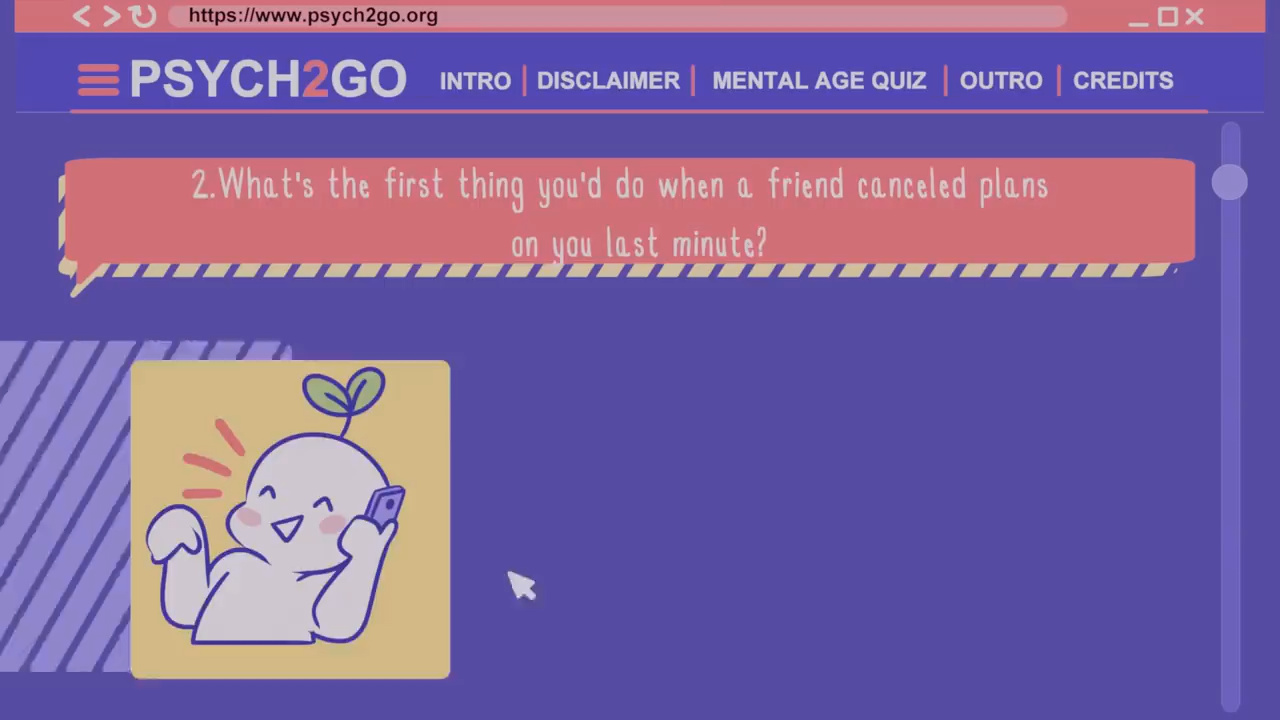 https://www.psych2go.org
PSYCH2GO
INTRO | DISCLAIMER | MENTAL AGE QUIZ | OUTRO | CREDITS
2.What's the first thing you'd do when a friend canceled plans
on you last minute?